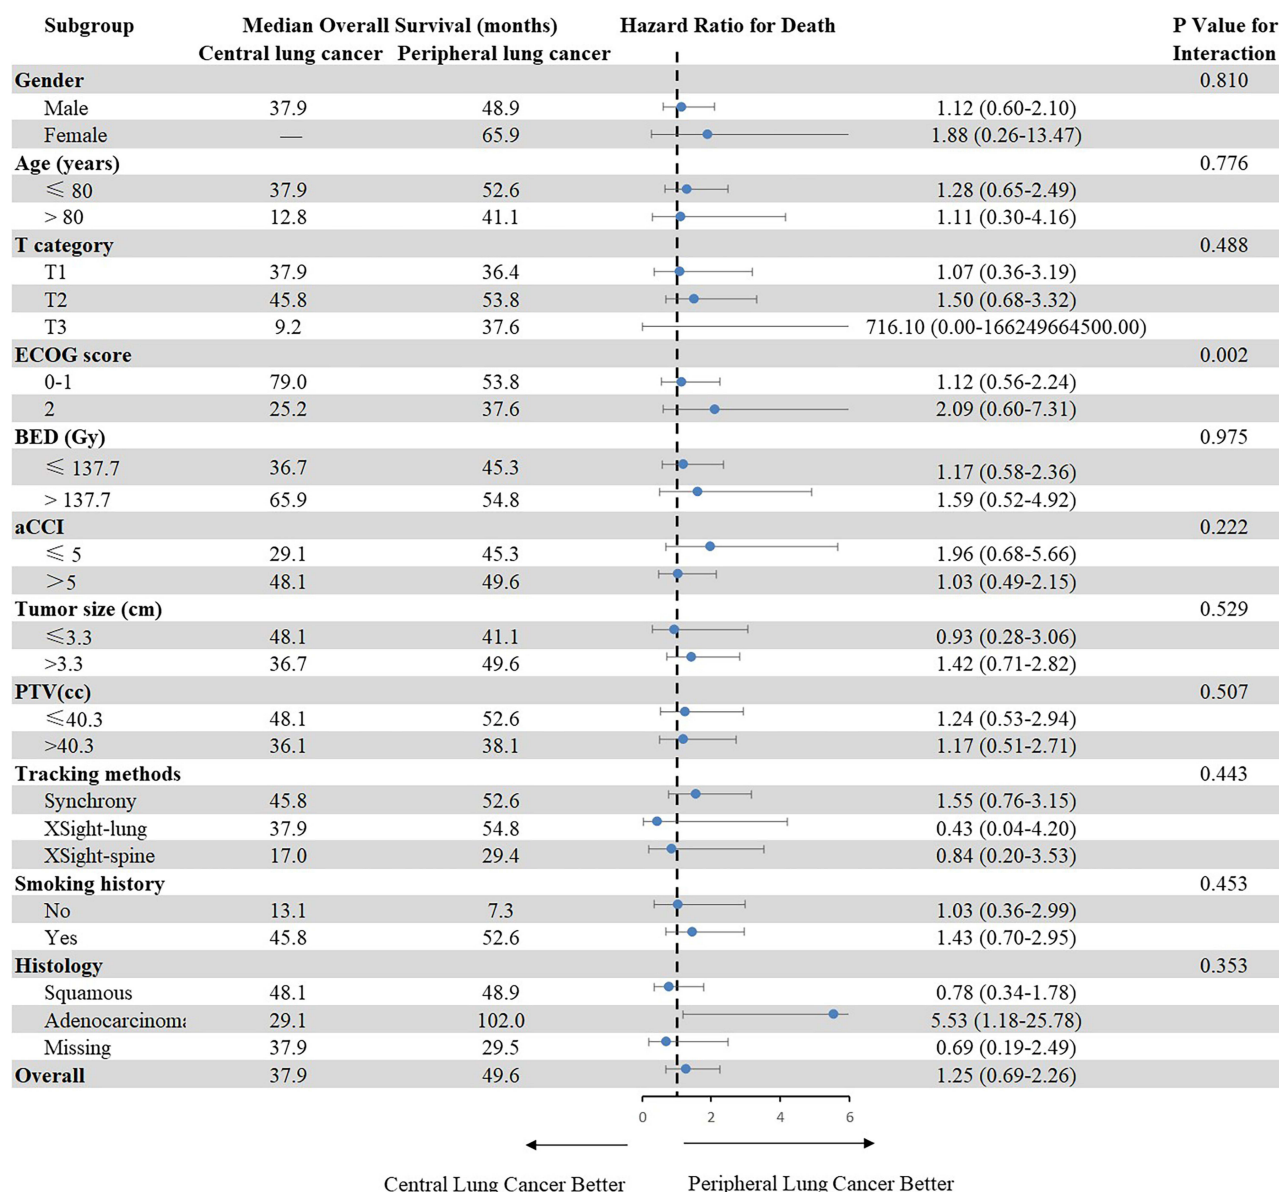 Subgroup Median Overall Survival (months) Hazard Ratio for Death P Value for
Central lung cancer Peripheral lung cancer Interaction
Gender 0.810
Male 37.9 48.9 1.12 (0.60-2.10)
Female — 65.9 1.88 (0.26-13.47)
Age (years) 0.776
⩽ 80 37.9 52.6 1.28 (0.65-2.49)
> 80 12.8 41.1 1.11 (0.30-4.16)
T category 0.488
T1 37.9 36.4 1.07 (0.36-3.19)
T2 45.8 53.8 1.50 (0.68-3.32)
T3 9.2 37.6 716.10 (0.00-166249664500.00)
ECOG score 0.002
0-1 79.0 53.8 1.12 (0.56-2.24)
2 25.2 37.6 2.09 (0.60-7.31)
BED (Gy) 0.975
⩽ 137.7 36.7 45.3 1.17 (0.58-2.36)
> 137.7 65.9 54.8 1.59 (0.52-4.92)
aCCI 0.222
⩽ 5 29.1 45.3 1.96 (0.68-5.66)
>5 48.1 49.6 1.03 (0.49-2.15)
Tumor size (cm) 0.529
⩽3.3 48.1 41.1 0.93 (0.28-3.06)
>3.3 36.7 49.6 1.42 (0.71-2.82)
PTV(cc) 0.507
⩽40.3 48.1 52.6 1.24 (0.53-2.94)
>40.3 36.1 38.1 1.17 (0.51-2.71)
Tracking methods 0.443
Synchrony 45.8 52.6 1.55 (0.76-3.15)
XSight-lung 37.9 54.8 0.43 (0.04-4.20)
XSight-spine 17.0 29.4 0.84 (0.20-3.53)
Smoking history 0.453
No 13.1 7.3 1.03 (0.36-2.99)
Yes 45.8 52.6 1.43 (0.70-2.95)
Histology 0.353
Squamous 48.1 48.9 0.78 (0.34-1.78)
Adenocarcinoma 29.1 102.0 5.53 (1.18-25.78)
Missing 37.9 29.5 0.69 (0.19-2.49)
Overall 37.9 49.6 1.25 (0.69-2.26)
0 2 4 6
Central Lung Cancer Better Peripheral Lung Cancer Better